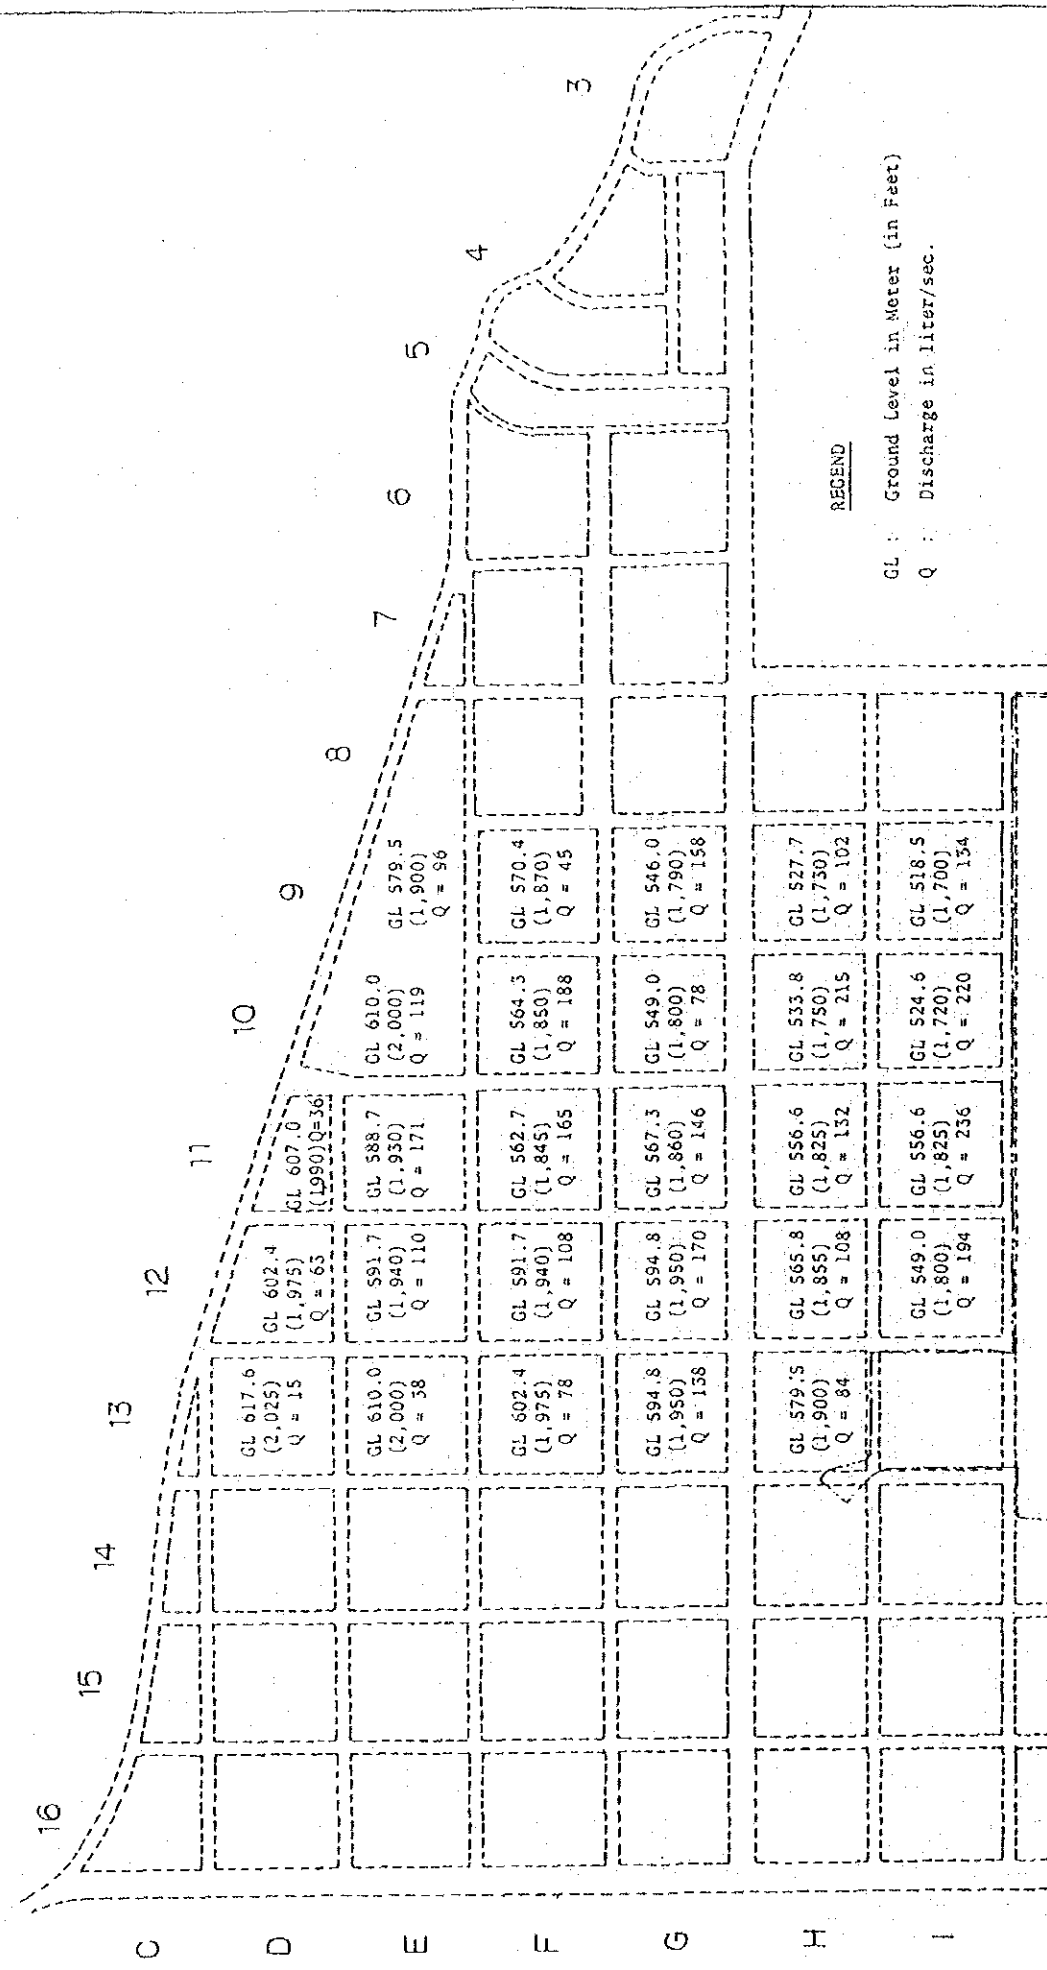 16
15
14
13
12
11
10
9
8
7
6
5
4
3
C
D
GL 617.6
(2,025)
Q = 15
GL 602.4
(1,975)
Q = 63
GL 607.0
(1,990)Q=36
E
GL 610.0
(2,000)
Q = 38
GL 591.7
(1,940)
Q = 110
GL 588.7
(1,930)
Q = 171
GL 610.0
(2,000)
Q = 119
GL 579.5
(1,900)
Q = 96
F
GL 602.4
(1,975)
Q = 78
GL 591.7
(1,940)
Q = 108
GL 562.7
(1,845)
Q = 165
GL 564.3
(1,850)
Q = 188
GL 570.4
(1,870)
Q = 45
G
GL 594.8
(1,950)
Q = 138
GL 594.8
(1,950)
Q = 170
GL 567.3
(1,860)
Q = 146
GL 549.0
(1,800)
Q = 78
GL 546.0
(1,790)
Q = 158
H
GL 579.5
(1,900)
Q = 84
GL 565.8
(1,855)
Q = 108
GL 556.6
(1,825)
Q = 132
GL 533.8
(1,750)
Q = 215
GL 527.7
(1,730)
Q = 102
I
GL 549.0
(1,800)
Q = 194
GL 556.6
(1,825)
Q = 236
GL 524.6
(1,720)
Q = 220
GL 518.5
(1,700)
Q = 134
REGEND
GL : Ground Level in Meter (in Feet)
Q : Discharge in liter/sec.